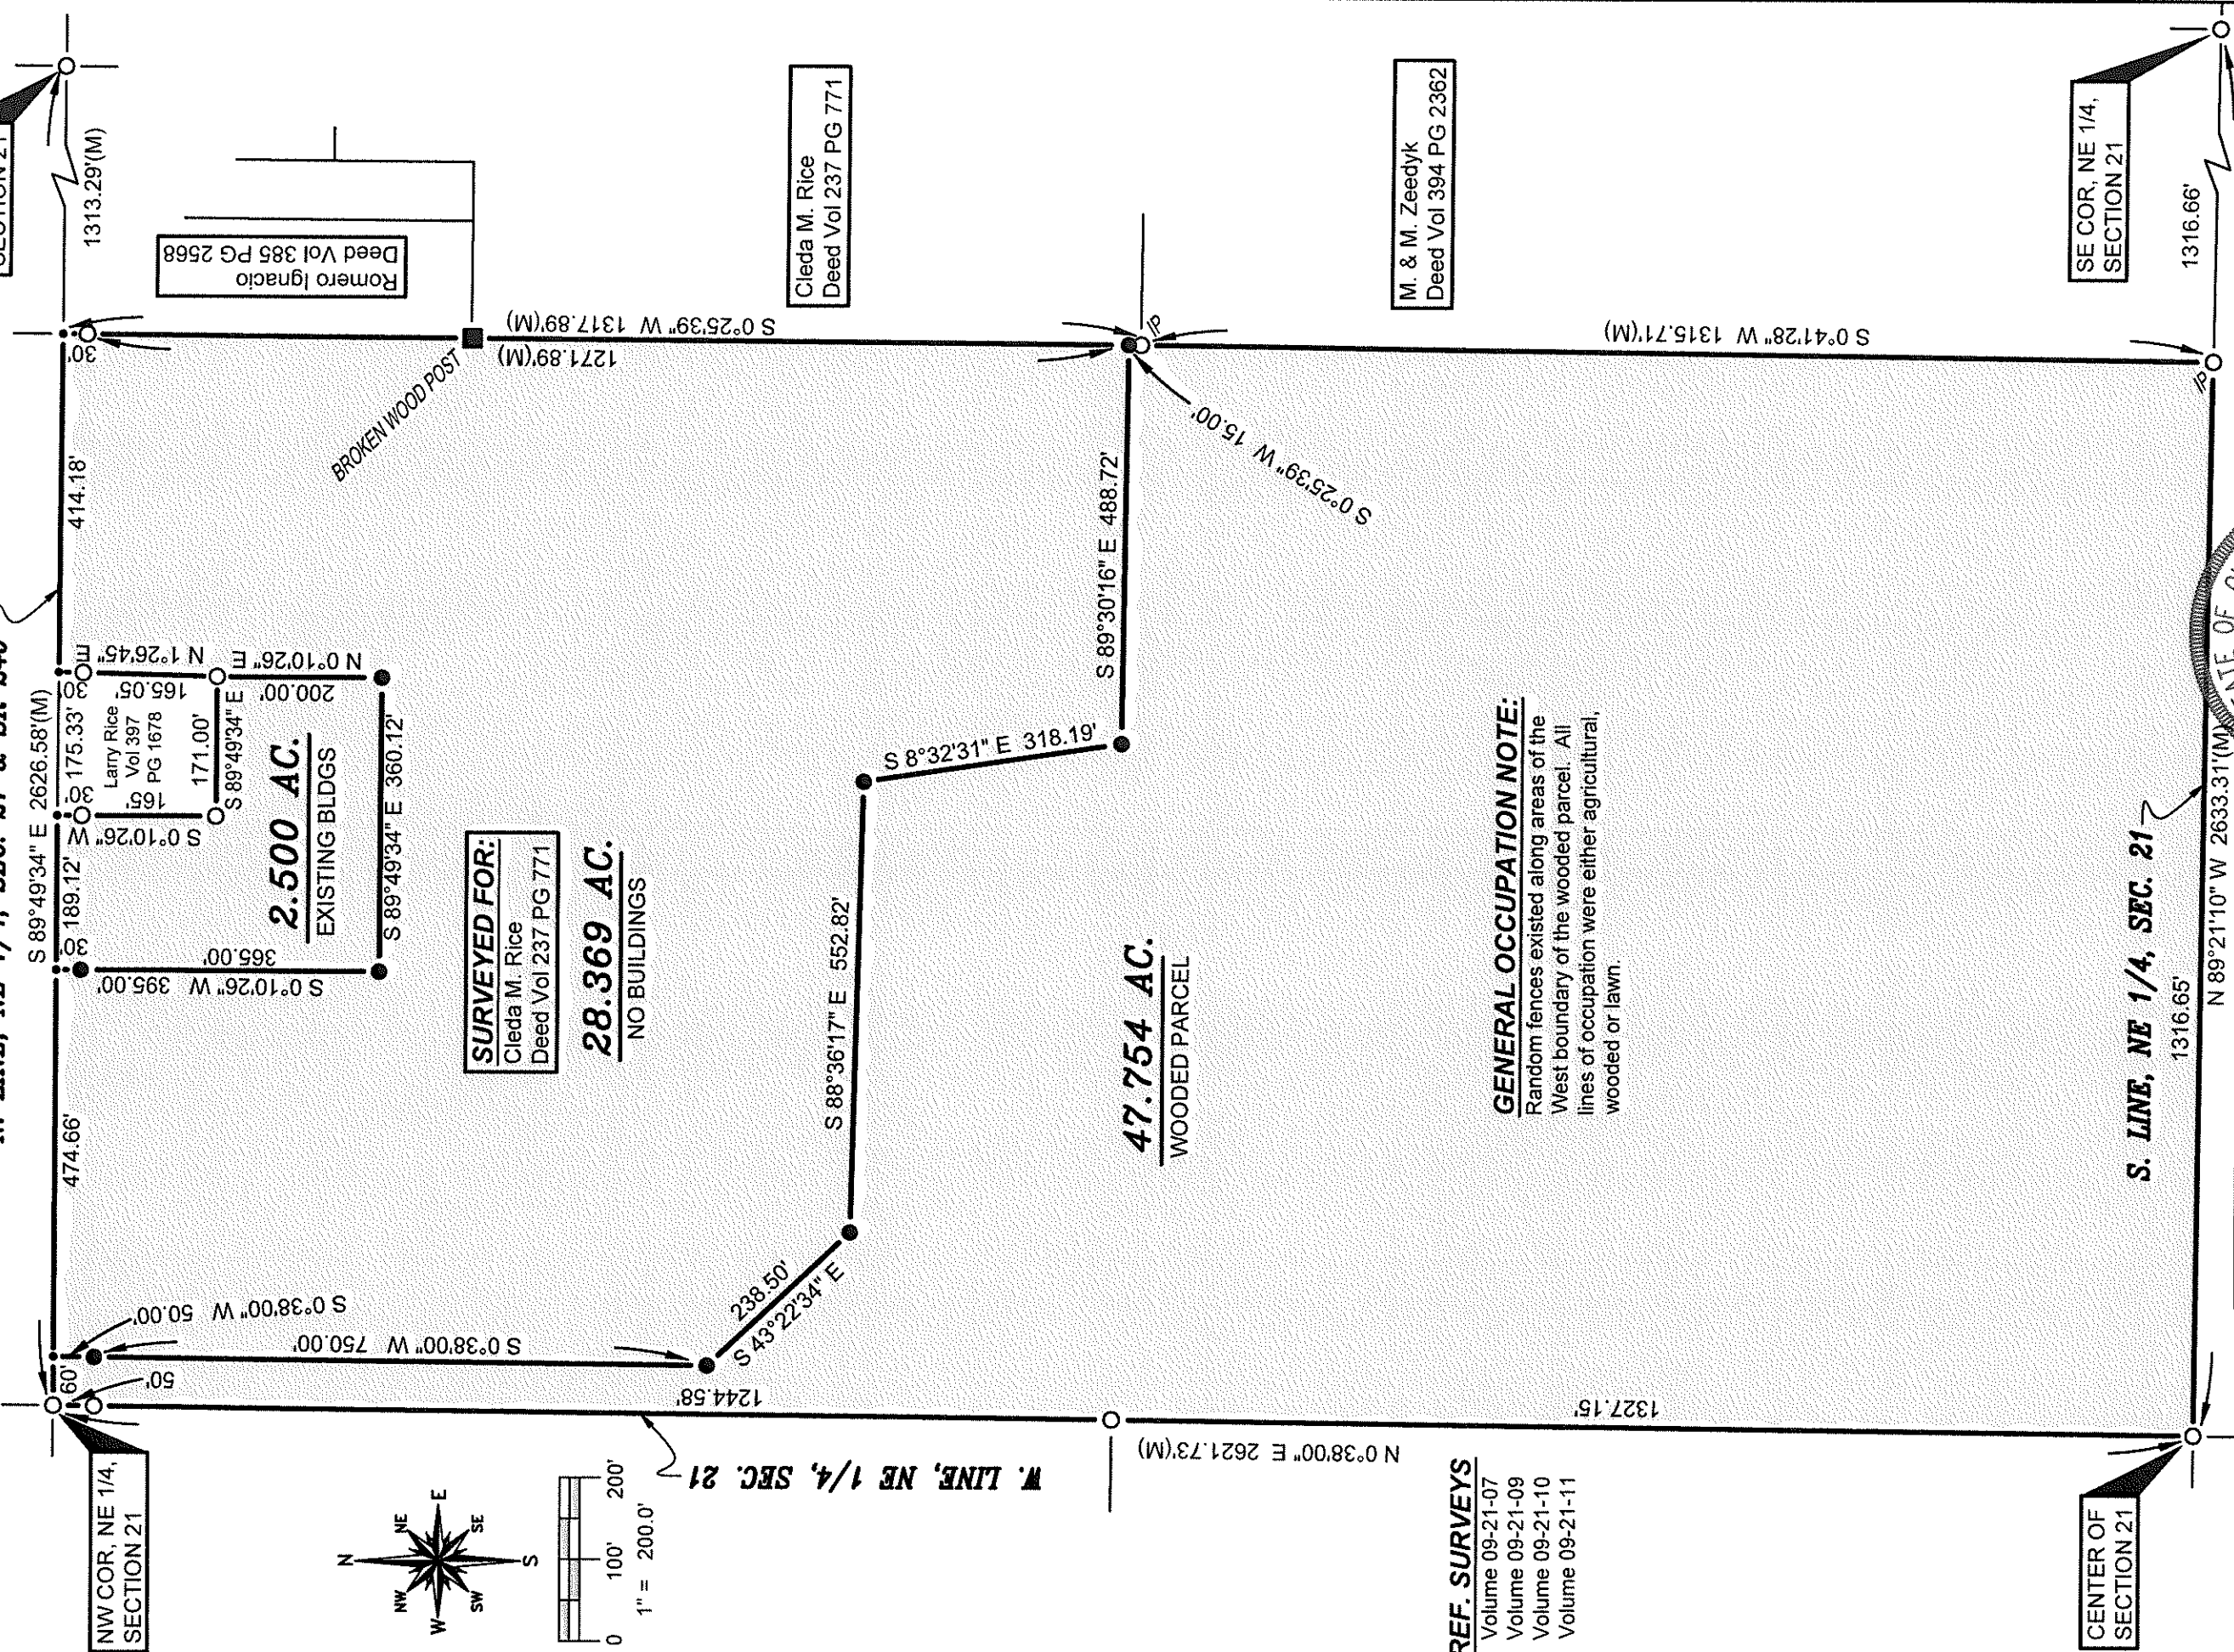 SECTION 21
1313.29'(M)
NW COR, NE 1/4,
SECTION 21
S 89°49'34" E 2626.58'(M)
60'
474.66'
30'
189.12'
30'
175.33'
30'
414.18'
30'
50'
S 0°38'00" W 50.00'
S 0°38'00" W 750.00'
S 0°10'26" W 395.00'
365.00'
S 0°10'26" W
165'
Larry Rice
Vol 397
PG 1678
165.05'
N 1°26'45" E
171.00'
S 89°49'34" E
200.00'
N 0°10'26" E
2.500 AC.
EXISTING BLDGS
S 89°49'34" E 360.12'
Romero Ignacio
Deed Vol 385 PG 2568
BROKEN WOOD POST
S 0°25'39" W 1317.89'(M)
1271.89'(M)
SURVEYED FOR:
Cleda M. Rice
Deed Vol 237 PG 771
28.369 AC.
NO BUILDINGS
Cleda M. Rice
Deed Vol 237 PG 771
N
NE
E
SE
S
SW
W
NW
0 100' 200'
1" = 200.0'
1244.58'
W. LINE, NE 1/4, SEC. 21
238.50'
S 43°22'34" E
S 88°36'17" E 552.82'
S 8°32'31" E 318.19'
S 89°30'16" E 488.72'
IP
S 0°25'39" W 15.00'
47.754 AC.
WOODED PARCEL
M. & M. Zeedyk
Deed Vol 394 PG 2362
N 0°38'00" E 2621.73'(M)
1327.15'
S 0°41'28" W 1315.71'(M)
REF. SURVEYS
Volume 09-21-07
Volume 09-21-09
Volume 09-21-10
Volume 09-21-11
GENERAL OCCUPATION NOTE:
Random fences existed along areas of the
West boundary of the wooded parcel. All
lines of occupation were either agricultural,
wooded or lawn.
CENTER OF
SECTION 21
SE COR, NE 1/4,
SECTION 21
S. LINE, NE 1/4, SEC. 21
1316.65'
IP
1316.66'
N 89°21'10" W 2633.31'(M)
OF